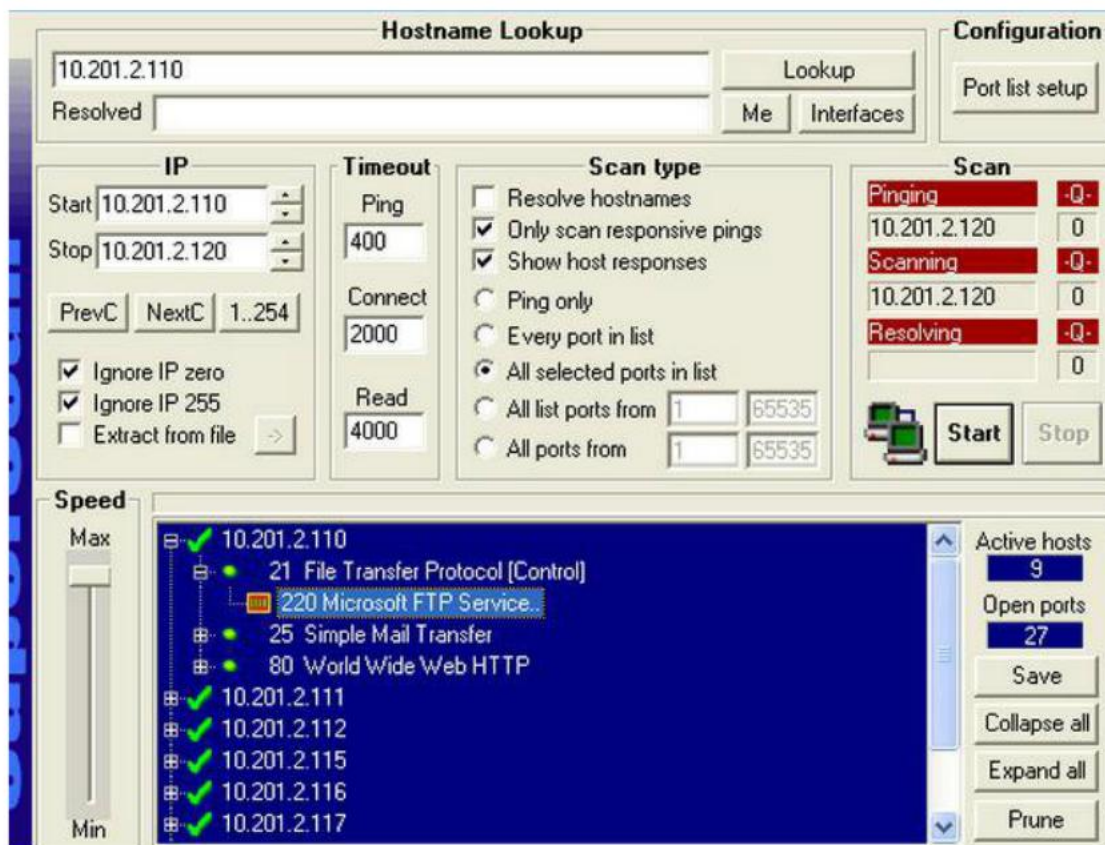 Hostname Lookup
Configuration
10.201.2.110
Lookup
Port list setup
Resolved
Me
Interfaces
IP
Timeout
Scan type
Scan
Start 10.201.2.110
Stop 10.201.2.120
PrevC
NextC
1..254
Ignore IP zero
Ignore IP 255
Extract from file
->
Ping
400
Connect
2000
Read
4000
Resolve hostnames
Only scan responsive pings
Show host responses
Ping only
Every port in list
All selected ports in list
All list ports from 1 65535
All ports from 1 65535
Pinging -Q-
10.201.2.120 0
Scanning -Q-
10.201.2.120 0
Resolving -Q-
0
Start
Stop
Speed
Max
Min
10.201.2.110
21 File Transfer Protocol [Control]
220 Microsoft FTP Service..
25 Simple Mail Transfer
80 World Wide Web HTTP
10.201.2.111
10.201.2.112
10.201.2.115
10.201.2.116
10.201.2.117
Active hosts
9
Open ports
27
Save
Collapse all
Expand all
Prune